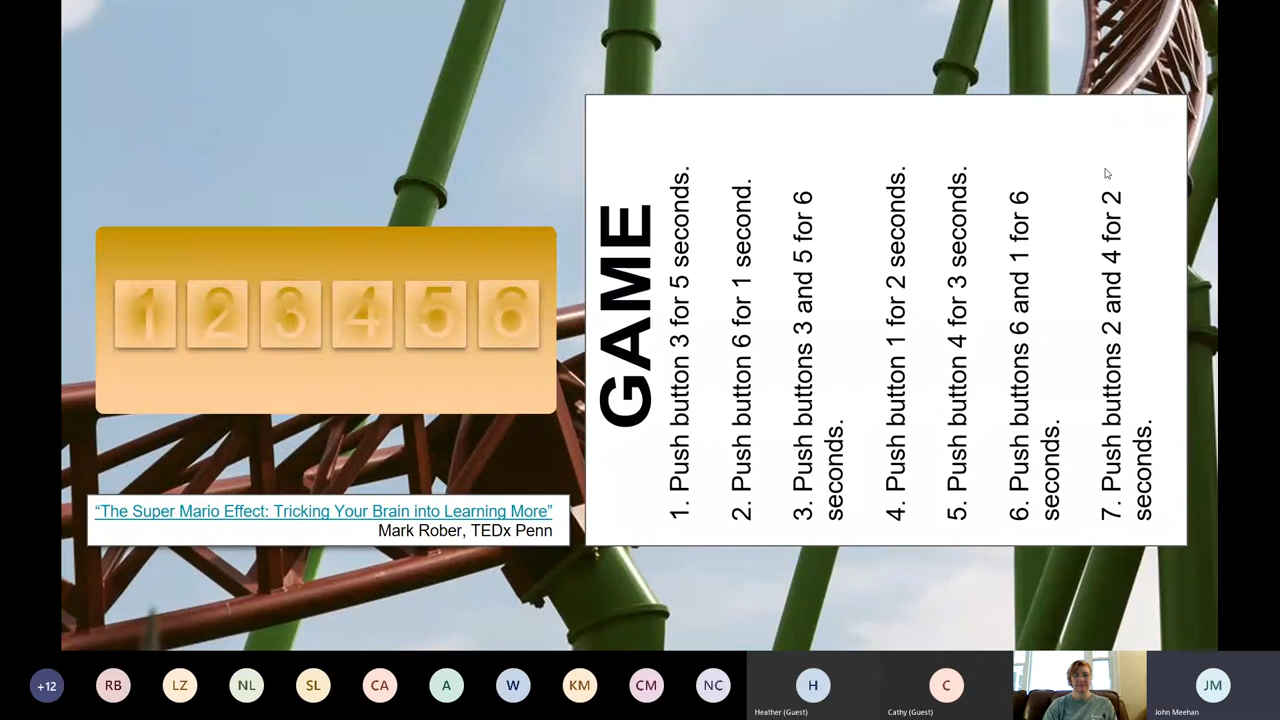 1 2 3 4 5 6
"The Super Mario Effect: Tricking Your Brain into Learning More"
Mark Rober, TEDx Penn
GAME
1. Push button 3 for 5 seconds.
2. Push button 6 for 1 second.
3. Push buttons 3 and 5 for 6
seconds.
4. Push button 1 for 2 seconds.
5. Push button 4 for 3 seconds.
6. Push buttons 6 and 1 for 6
seconds.
7. Push buttons 2 and 4 for 2
seconds.
+12 RB LZ NL SL CA A W KM CM NC H C JM
Heather (Guest) Cathy (Guest) John Meehan